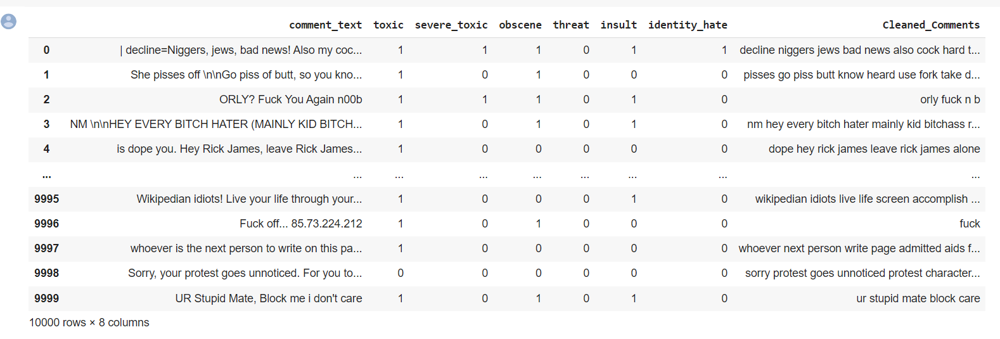 comment_text toxic severe_toxic obscene threat insult identity_hate Cleaned_Comments
0 | decline=Niggers, jews, bad news! Also my coc... 1 1 1 0 1 1 decline niggers jews bad news also cock hard t...
1 She pisses off \n\nGo piss of butt, so you kno... 1 0 1 0 0 0 pisses go piss butt know heard use fork take d...
2 ORLY? Fuck You Again n00b 1 1 1 0 1 0 orly fuck n b
3 NM \n\nHEY EVERY BITCH HATER (MAINLY KID BITCH... 1 0 1 0 1 0 nm hey every bitch hater mainly kid bitchass r...
4 is dope you. Hey Rick James, leave Rick James... 1 0 0 0 0 0 dope hey rick james leave rick james alone
... ... ... ... ... ... ... ... ...
9995 Wikipedian idiots! Live your life through your... 1 0 0 0 1 0 wikipedian idiots live life screen accomplish ...
9996 Fuck off... 85.73.224.212 1 0 1 0 0 0 fuck
9997 whoever is the next person to write on this pa... 1 0 0 0 0 0 whoever next person write page admitted aids f...
9998 Sorry, your protest goes unnoticed. For you to... 0 0 0 0 0 0 sorry protest goes unnoticed protest character...
9999 UR Stupid Mate, Block me i don't care 1 0 1 0 1 0 ur stupid mate block care
10000 rows × 8 columns